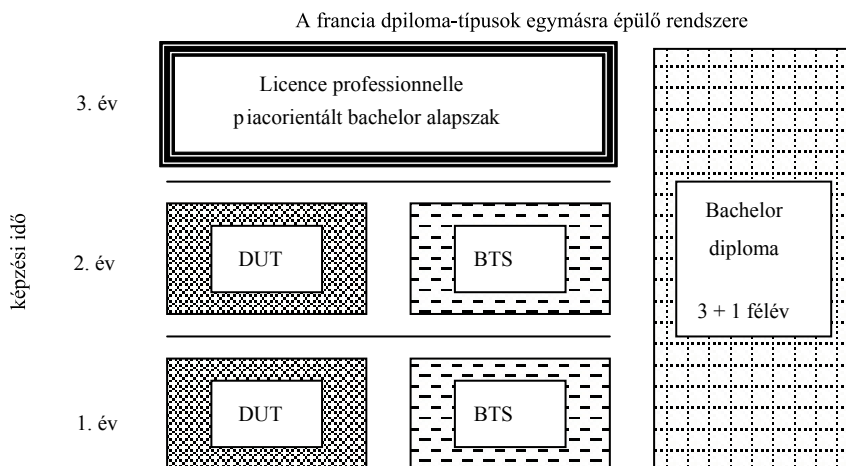 A francia dpiloma-típusok egymásra épülő rendszere
3. év
Licence professionnelle
piacorientált bachelor alapszak
képzési idő
2. év
DUT
BTS
Bachelor
diploma
3 + 1 félév
1. év
DUT
BTS